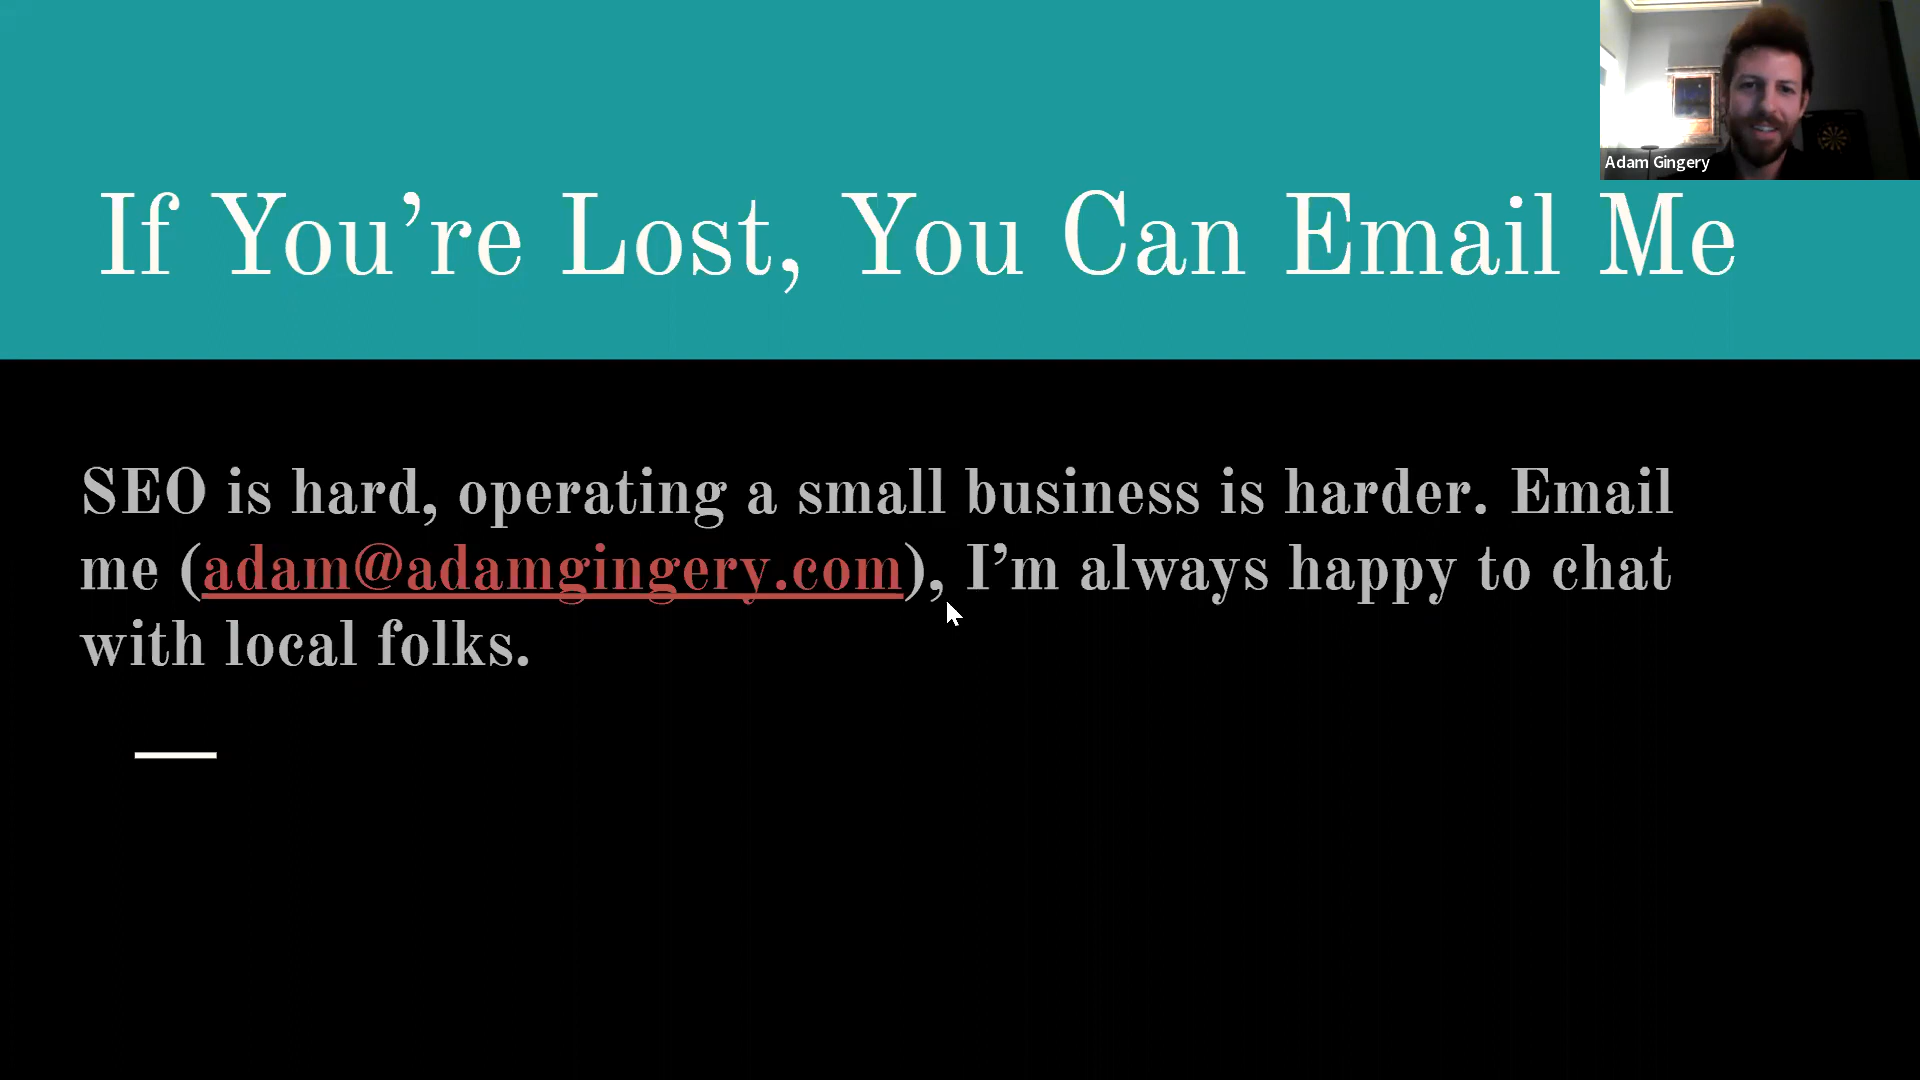 Adam Gingery
If You’re Lost, You Can Email Me
SEO is hard, operating a small business is harder. Email
me (adam@adamgingery.com), I’m always happy to chat
with local folks.